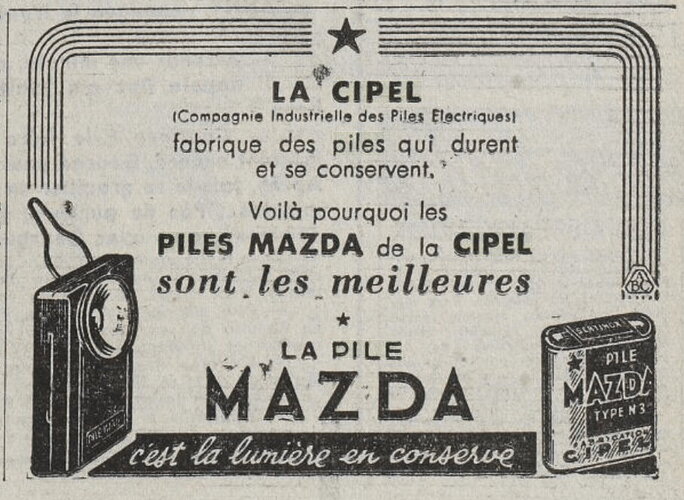 LA CIPEL
(Compagnie Industrielle des Piles Electriques)
fabrique des piles qui durent
et se conservent.
Voilà pourquoi les
PILES MAZDA de la CIPEL
sont les meilleures
LA PILE
MAZDA
c'est la lumière en conserve
PILE
MAZDA
TYPE N 3
CIPEL